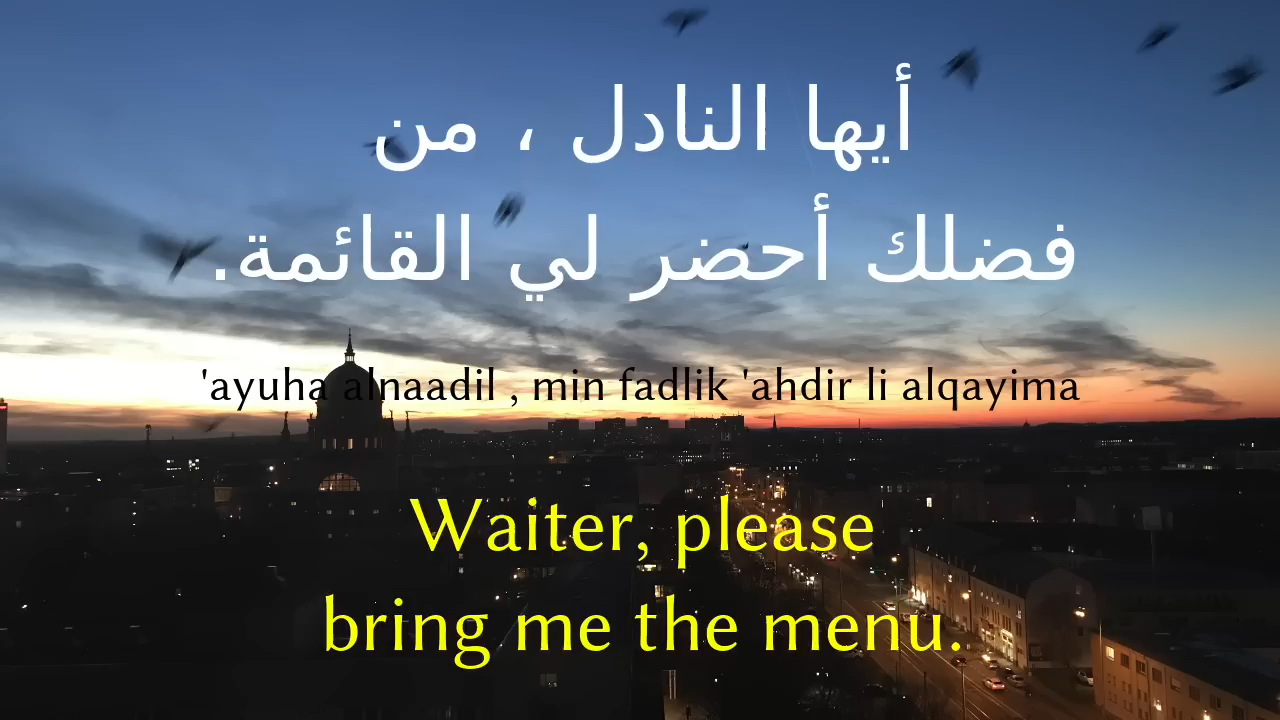 أيها النادل ، من
فضلك أحضر لي القائمة.
'ayuha alnaadil , min fadlik 'ahdir li alqayima
Waiter, please
bring me the menu.